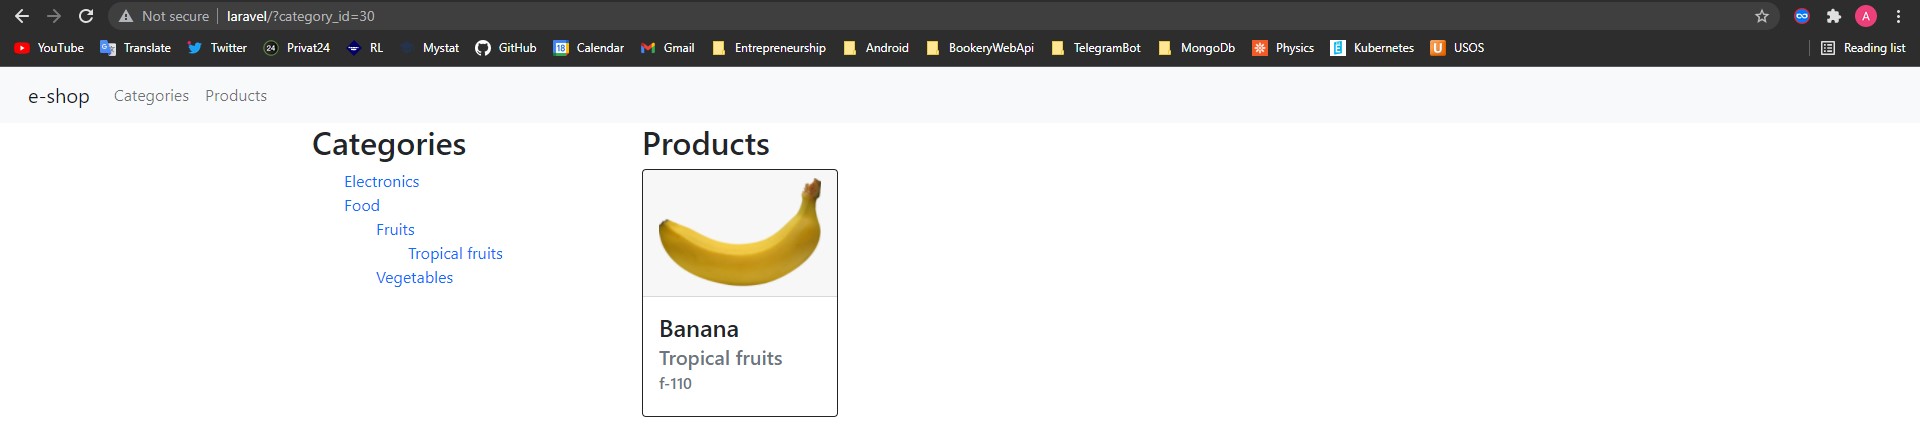 Not secure laravel/?category_id=30 A
YouTube Translate Twitter 24 Privat24 RL Mystat GitHub 18 Calendar Gmail Entrepreneurship Android BookeryWebApi TelegramBot MongoDb Physics Kubernetes USOS Reading list
e-shop Categories Products
Categories
Electronics
Food
Fruits
Tropical fruits
Vegetables
Products
Banana
Tropical fruits
f-110